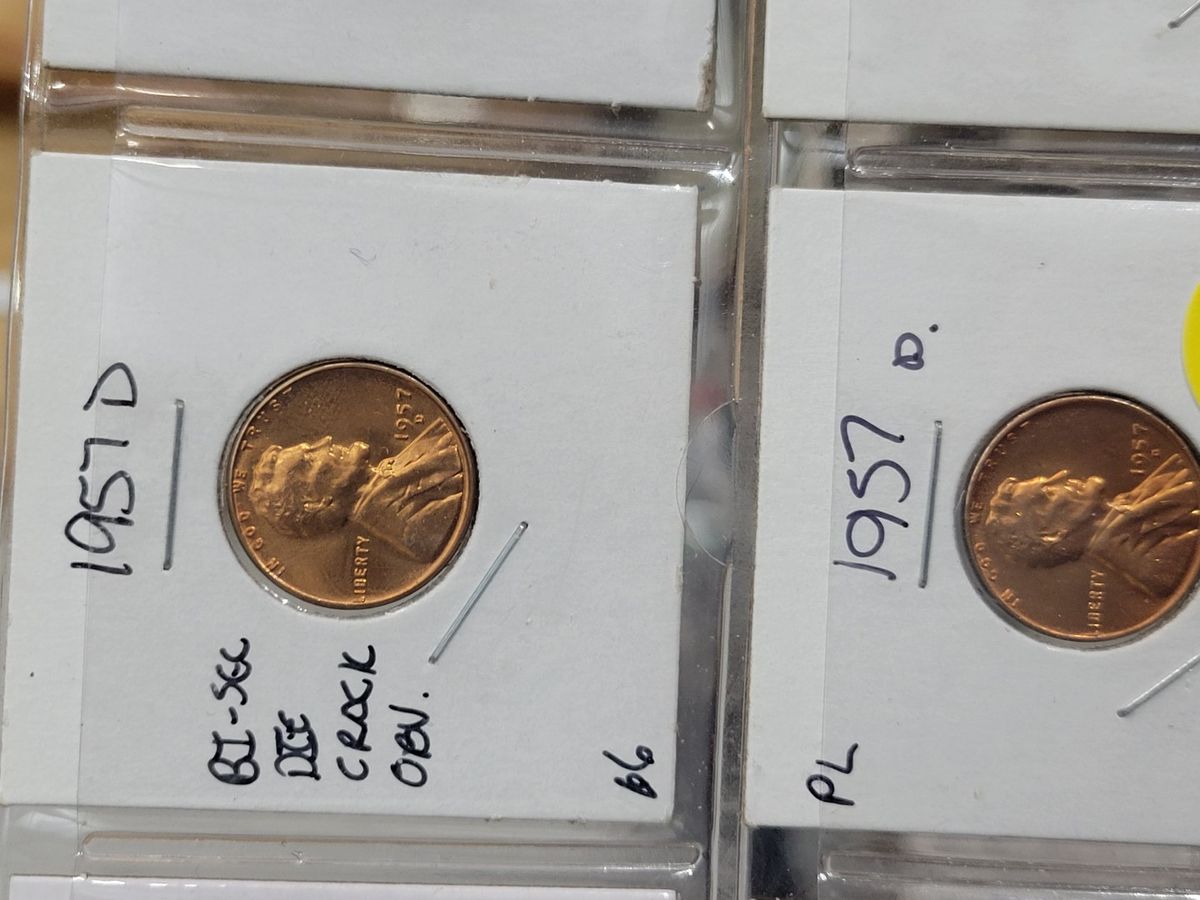 1957 D
IN GOD WE TRUST
LIBERTY
1957
D
BI-SEC
DIE
CRACK
OBV.
66
1957 D.
IN GOD WE TRUST
LIBERTY
1957
D
PL